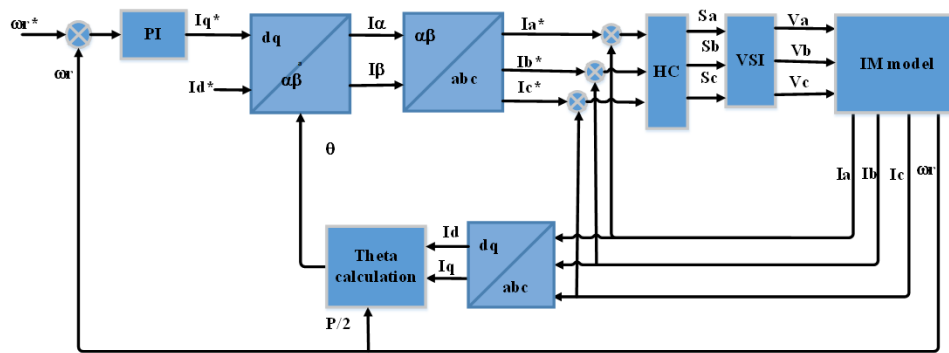 ωr*
ωr
PI
Iq*
Id*
dq
αβ
Iα
Iβ
αβ
abc
Ia*
Ib*
Ic*
HC
Sa
Sb
Sc
VSI
Va
Vb
Vc
IM model
Ia
Ib
Ic
ωr
θ
Theta
calculation
Id
Iq
dq
abc
P/2